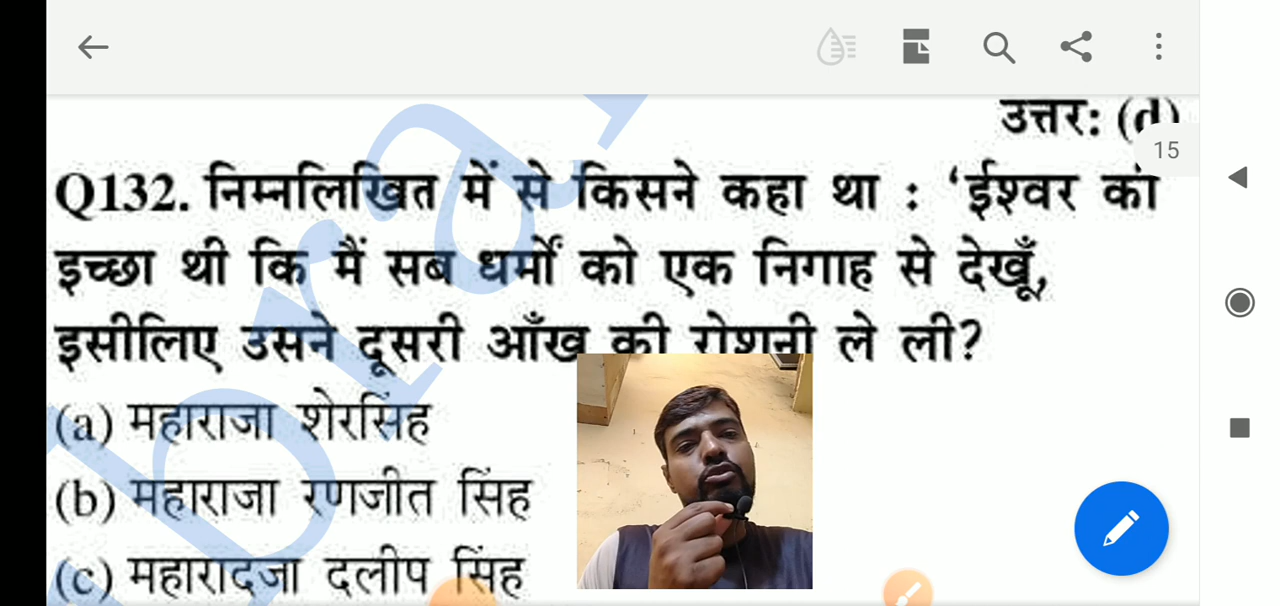 उत्तर: (d)
15
Q132. निम्नलिखित में से किसने कहा था : ‘ईश्वर की
इच्छा थी कि मैं सब धर्मों को एक निगाह से देखूँ,
इसीलिए उसने दूसरी आँख की रोशनी ले ली?
(a) महाराजा शेरसिंह
(b) महाराजा रणजीत सिंह
(c) महारादजा दलीप सिंह